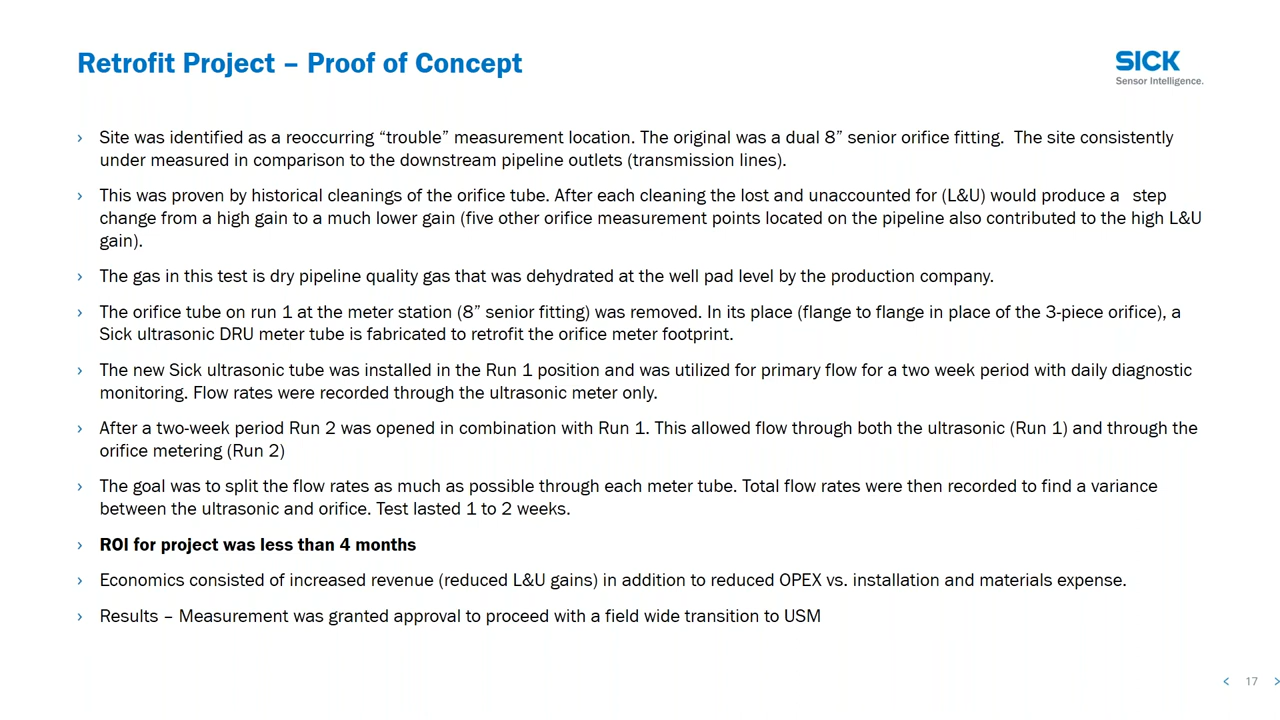 Retrofit Project – Proof of Concept
SICK
Sensor Intelligence.
› Site was identified as a reoccurring “trouble” measurement location. The original was a dual 8” senior orifice fitting.  The site consistently
under measured in comparison to the downstream pipeline outlets (transmission lines).
› This was proven by historical cleanings of the orifice tube. After each cleaning the lost and unaccounted for (L&U) would produce a  step
change from a high gain to a much lower gain (five other orifice measurement points located on the pipeline also contributed to the high L&U
gain).
› The gas in this test is dry pipeline quality gas that was dehydrated at the well pad level by the production company.
› The orifice tube on run 1 at the meter station (8” senior fitting) was removed. In its place (flange to flange in place of the 3-piece orifice), a
Sick ultrasonic DRU meter tube is fabricated to retrofit the orifice meter footprint.
› The new Sick ultrasonic tube was installed in the Run 1 position and was utilized for primary flow for a two week period with daily diagnostic
monitoring. Flow rates were recorded through the ultrasonic meter only.
› After a two-week period Run 2 was opened in combination with Run 1. This allowed flow through both the ultrasonic (Run 1) and through the
orifice metering (Run 2)
› The goal was to split the flow rates as much as possible through each meter tube. Total flow rates were then recorded to find a variance
between the ultrasonic and orifice. Test lasted 1 to 2 weeks.
› ROI for project was less than 4 months
› Economics consisted of increased revenue (reduced L&U gains) in addition to reduced OPEX vs. installation and materials expense.
› Results – Measurement was granted approval to proceed with a field wide transition to USM
< 17 >